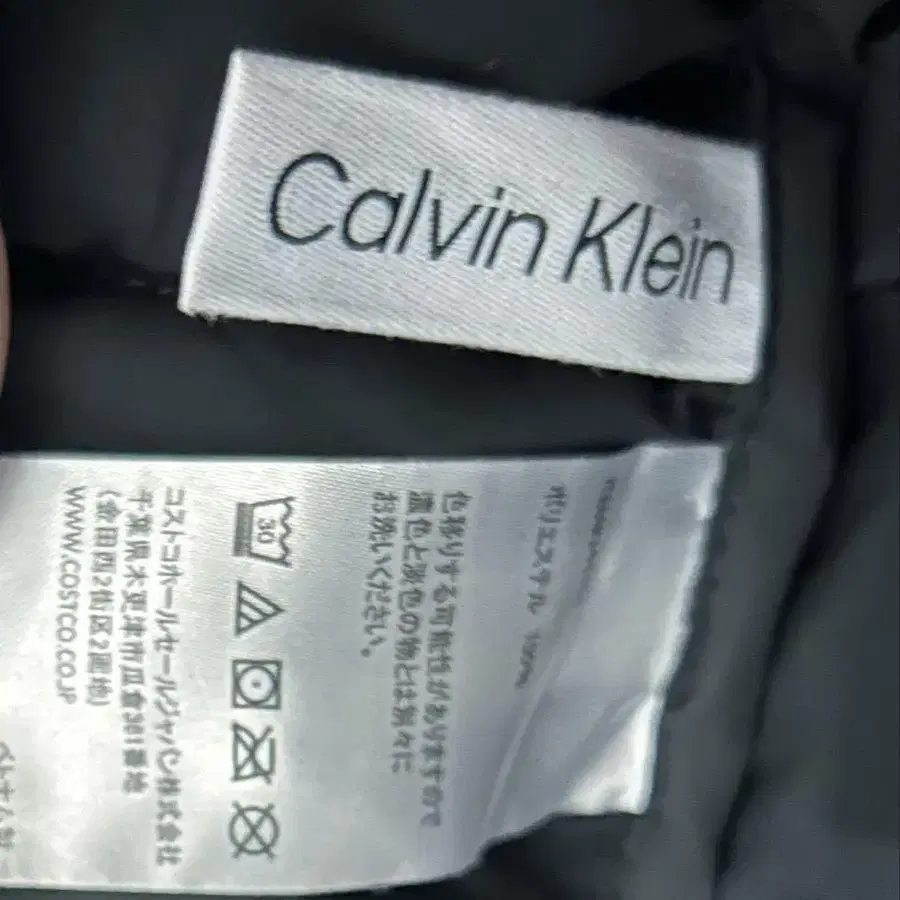 Calvin Klein
ポリエステル 100%
色移りする可能性がありますので
濃色と淡色の物とは別々に
お洗いください。
30
コストコホールセールジャパン株式会社
千葉県木更津市瓜倉361番地
(金田西2街区2画地)
WWW.COSTCO.CO.JP